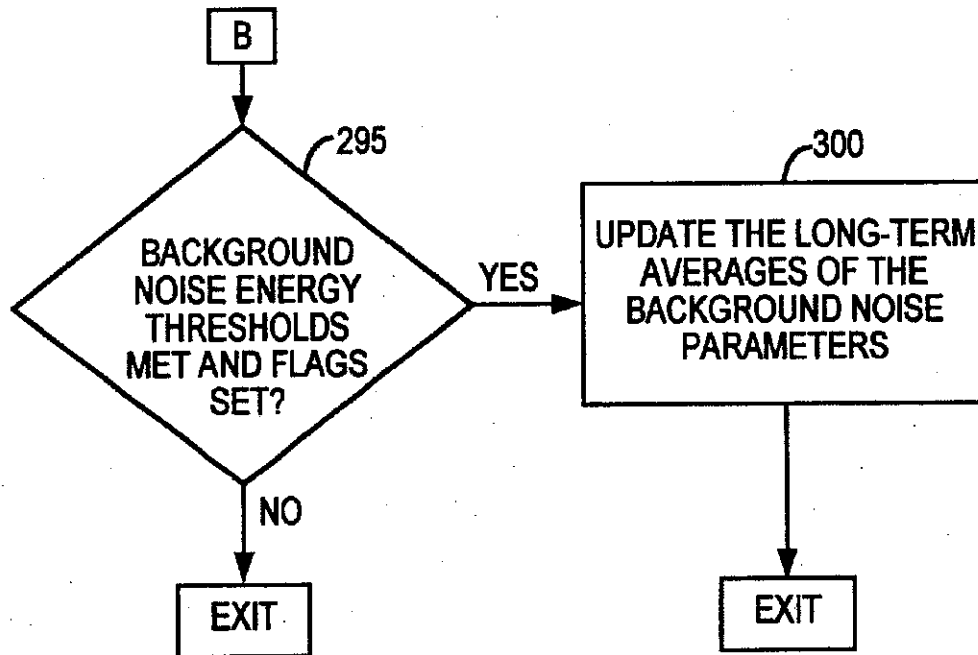 B
295
BACKGROUND
NOISE ENERGY
THRESHOLDS
MET AND FLAGS
SET?
YES
300
UPDATE THE LONG-TERM
AVERAGES OF THE
BACKGROUND NOISE
PARAMETERS
NO
EXIT
EXIT